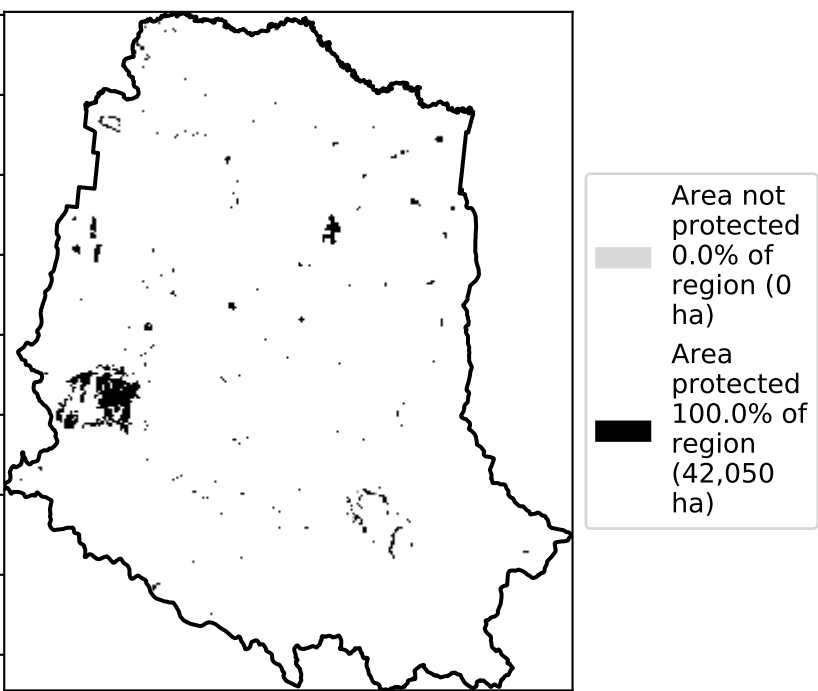 Area not
protected
0.0% of
region (0
ha)
Area
protected
100.0% of
region
(42,050
ha)